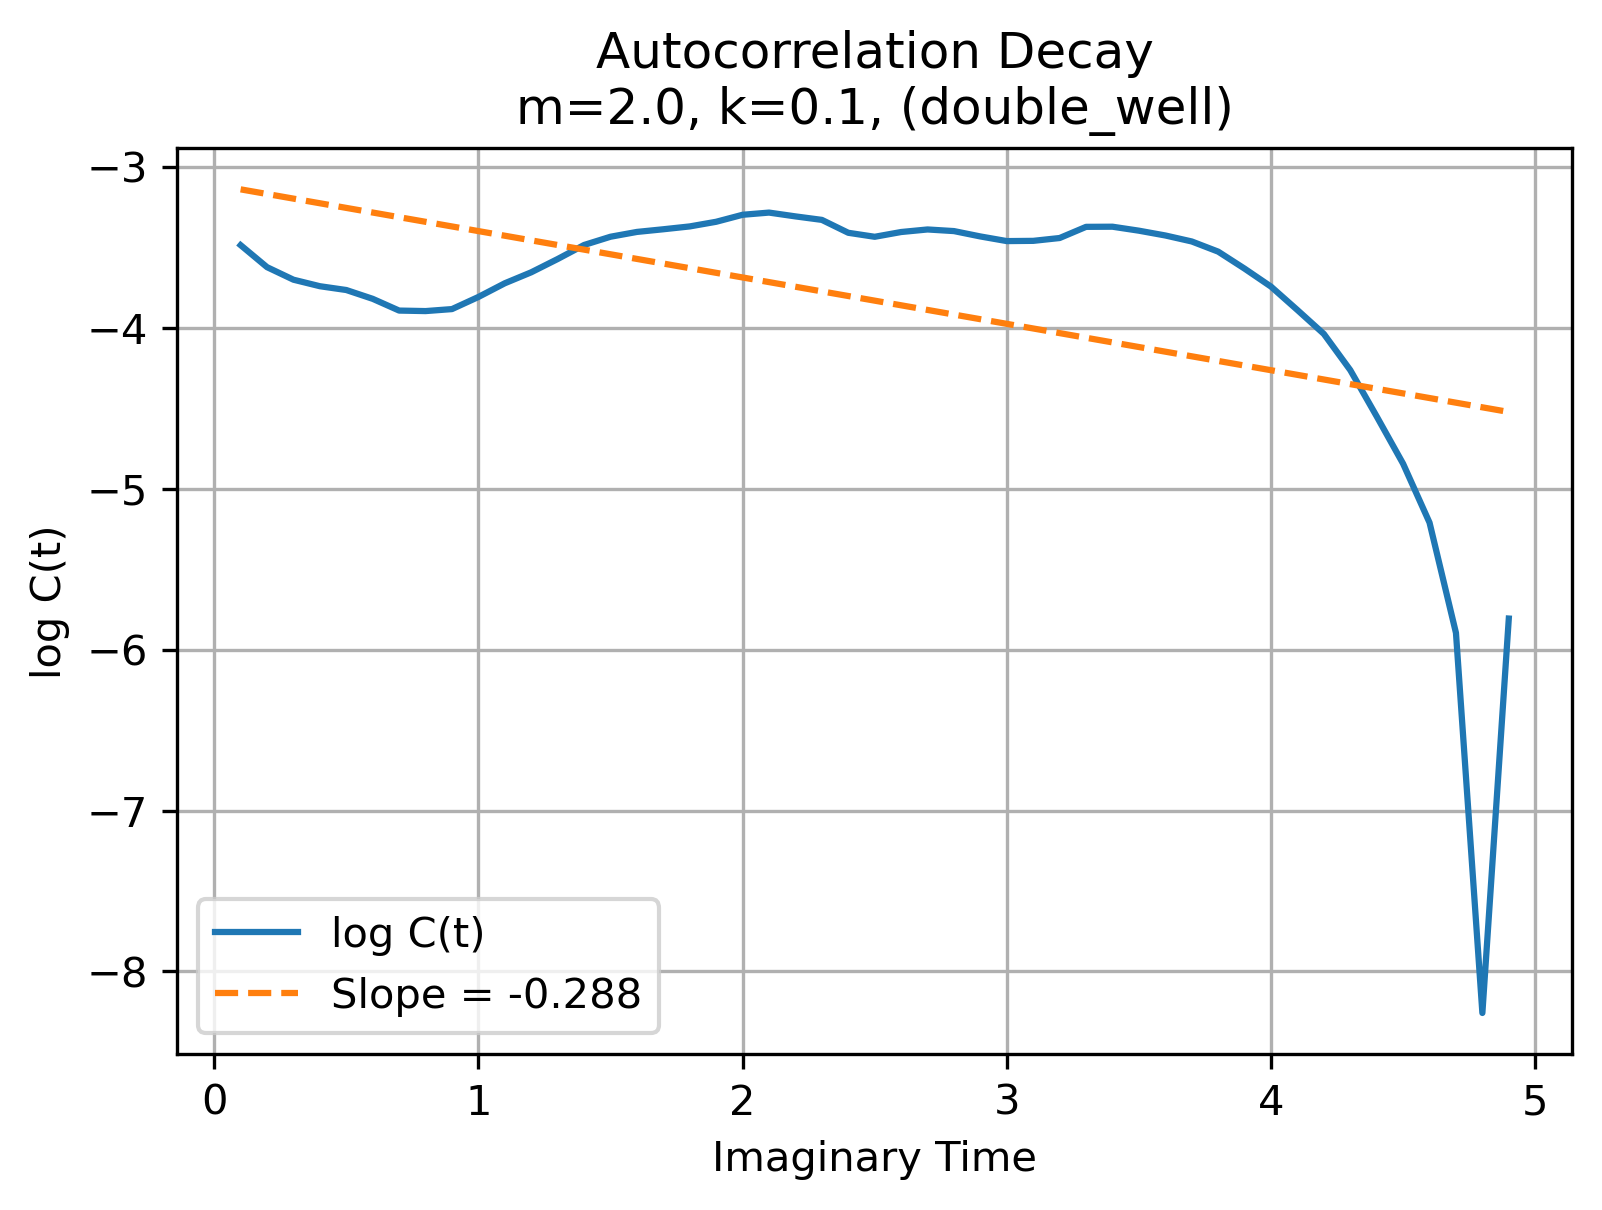 Autocorrelation Decay
m=2.0, k=0.1, (double_well)
log C(t)
−3
−4
−5
−6
−7
−8
log C(t)
Slope = -0.288
0
1
2
3
4
5
Imaginary Time